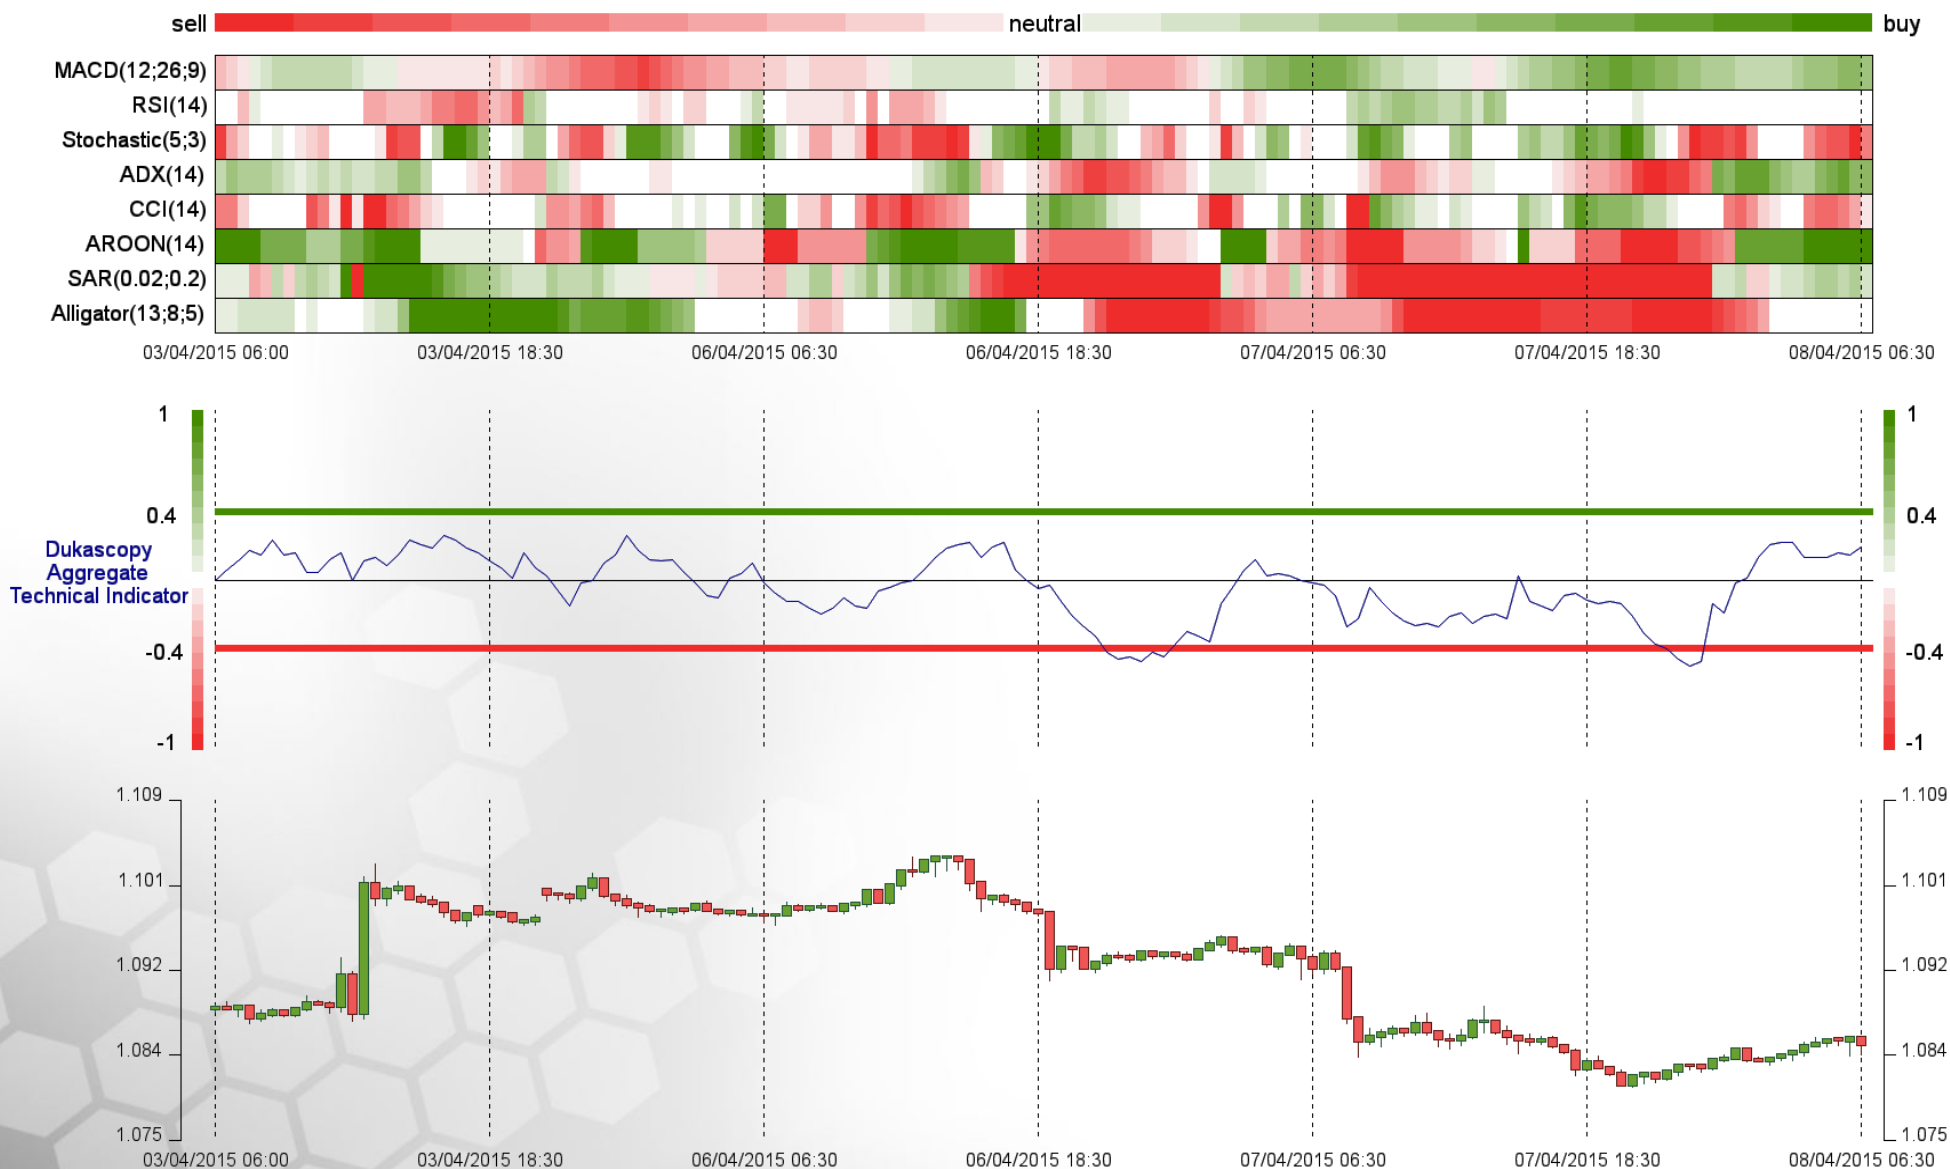 sell neutral buy
MACD(12;26;9)
RSI(14)
Stochastic(5;3)
ADX(14)
CCI(14)
AROON(14)
SAR(0.02;0.2)
Alligator(13;8;5)
03/04/2015 06:00 03/04/2015 18:30 06/04/2015 06:30 06/04/2015 18:30 07/04/2015 06:30 07/04/2015 18:30 08/04/2015 06:30
1 1
0.4 0.4
Dukascopy
Aggregate
Technical Indicator
-0.4 -0.4
-1 -1
1.109 1.109
1.101 1.101
1.092 1.092
1.084 1.084
1.075 1.075
03/04/2015 06:00 03/04/2015 18:30 06/04/2015 06:30 06/04/2015 18:30 07/04/2015 06:30 07/04/2015 18:30 08/04/2015 06:30